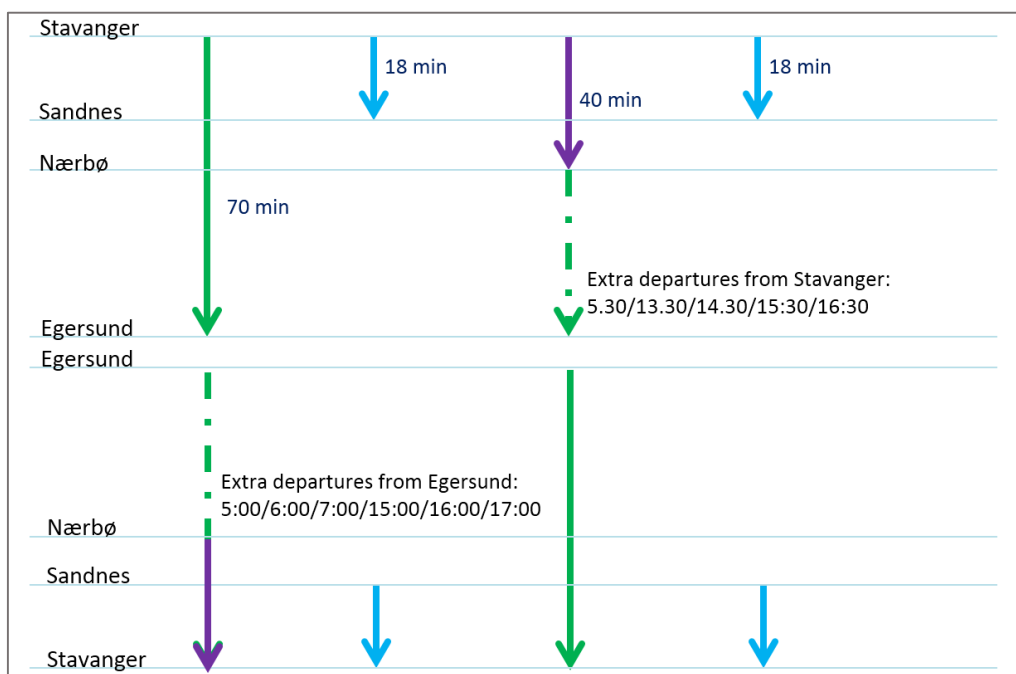 Stavanger
18 min
18 min
40 min
Sandnes
Nærbø
70 min
Extra departures from Stavanger:
5.30/13.30/14.30/15:30/16:30
Egersund
Egersund
Extra departures from Egersund:
5:00/6:00/7:00/15:00/16:00/17:00
Nærbø
Sandnes
Stavanger